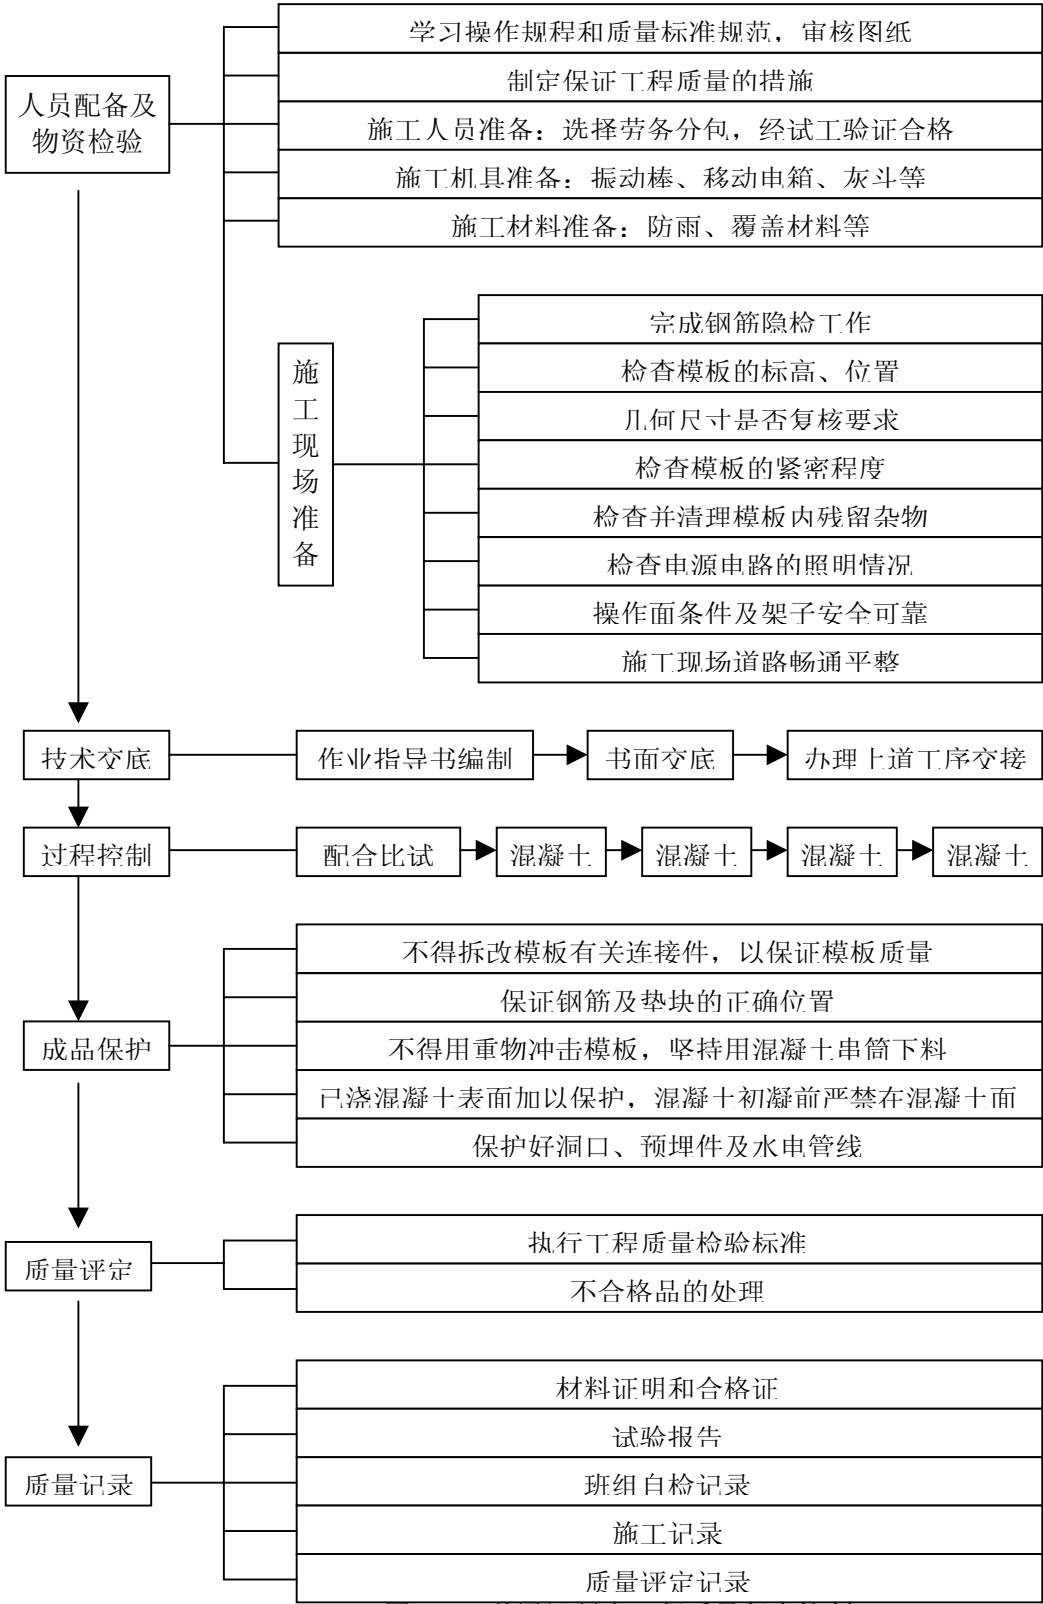 学习操作规程和质量标准规范，审核图纸
制定保证工程质量的措施
人员配备及
物资检验
施工人员准备：选择劳务分包，经试工验证合格
施工机具准备：振动棒、移动电箱、灰斗等
施工材料准备：防雨、覆盖材料等
施工现场准备
完成钢筋隐检工作
检查模板的标高、位置
几何尺寸是否复核要求
检查模板的紧密程度
检查并清理模板内残留杂物
检查电源电路的照明情况
操作面条件及架子安全可靠
施工现场道路畅通平整
技术交底
作业指导书编制
书面交底
办理上道工序交接
过程控制
配合比试
混凝土
混凝土
混凝土
混凝土
不得拆改模板有关连接件，以保证模板质量
保证钢筋及垫块的正确位置
成品保护
不得用重物冲击模板，坚持用混凝土串筒下料
已浇混凝土表面加以保护，混凝土初凝前严禁在混凝土面
保护好洞口、预埋件及水电管线
质量评定
执行工程质量检验标准
不合格品的处理
材料证明和合格证
试验报告
质量记录
班组自检记录
施工记录
质量评定记录